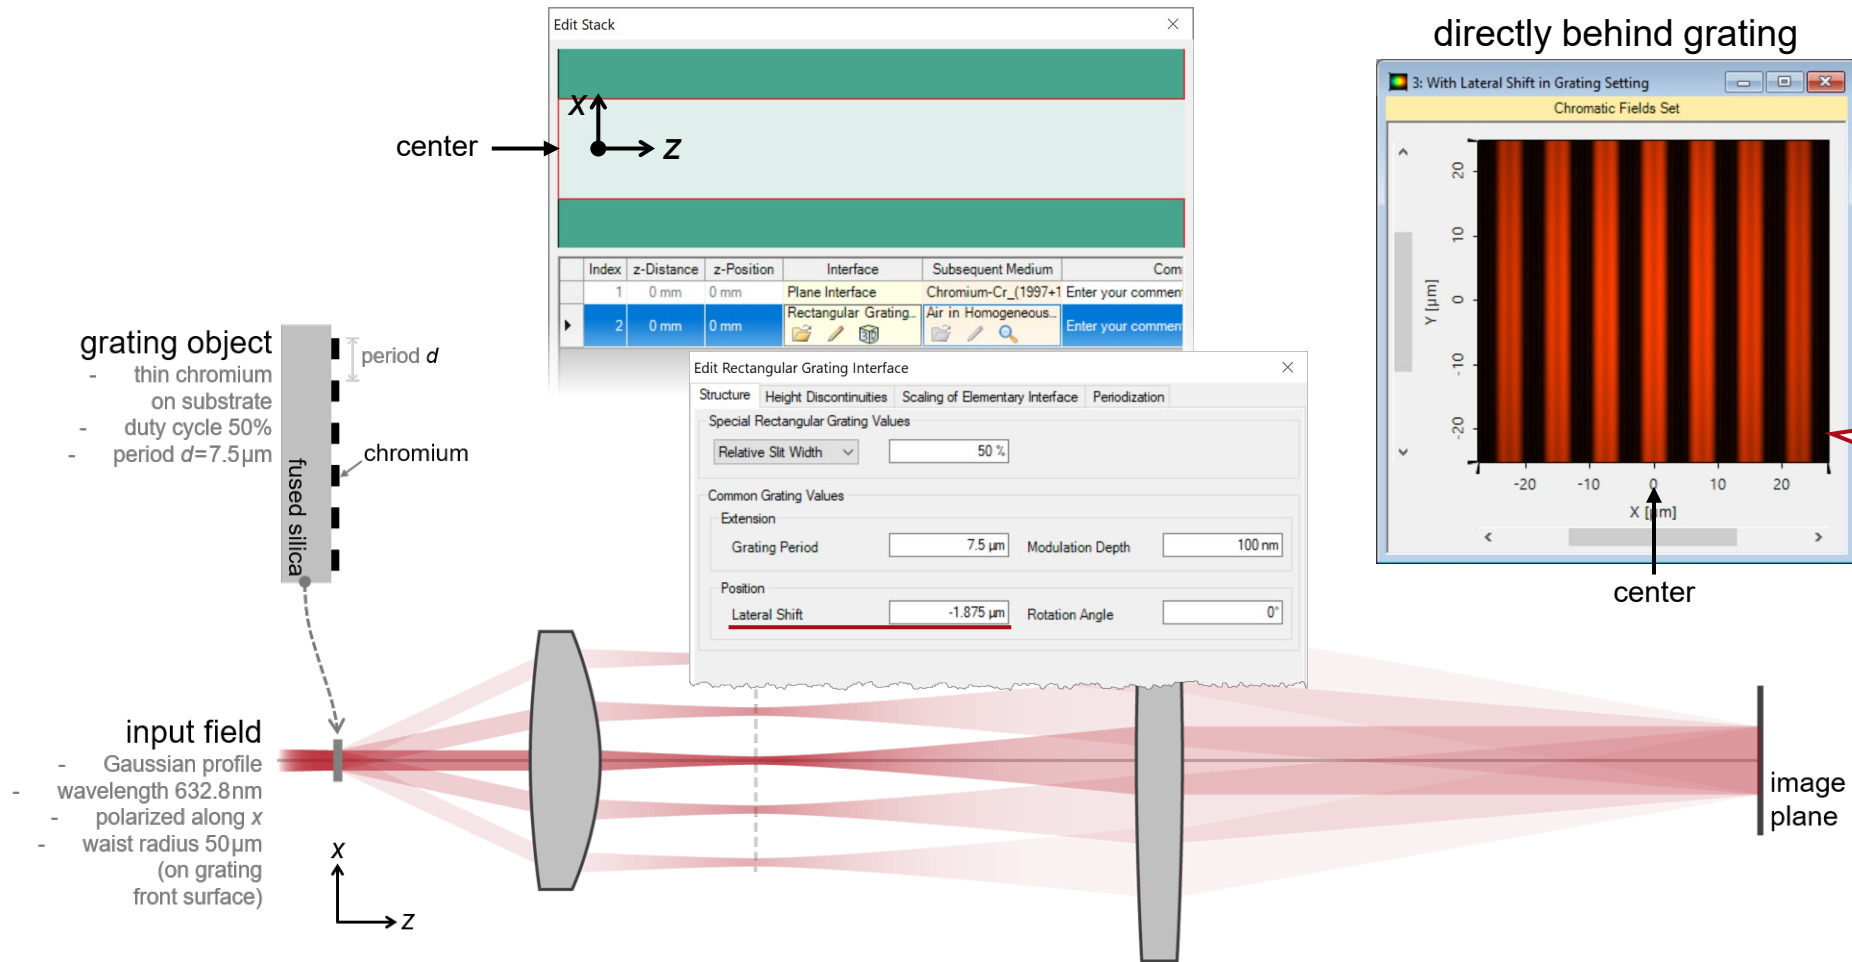 directly behind grating
Edit Stack
x
z
center
Index z-Distance z-Position Interface Subsequent Medium Com
1 0 mm 0 mm Plane Interface Chromium-Cr_(1997+1 Enter your commen
2 0 mm 0 mm Rectangular Grating... Air in Homogeneous... Enter your commen
3: With Lateral Shift in Grating Setting
Chromatic Fields Set
Y [µm]
20
10
0
-10
-20
-20 -10 0 10 20
X [µm]
center
grating object
- thin chromium
on substrate
- duty cycle 50%
- period d=7.5µm
fused silica
period d
chromium
Edit Rectangular Grating Interface
Structure Height Discontinuities Scaling of Elementary Interface Periodization
Special Rectangular Grating Values
Relative Slit Width 50 %
Common Grating Values
Extension
Grating Period 7.5 µm Modulation Depth 100 nm
Position
Lateral Shift -1.875 µm Rotation Angle 0°
input field
- Gaussian profile
- wavelength 632.8nm
- polarized along x
- waist radius 50µm
(on grating
front surface)
x
z
image
plane